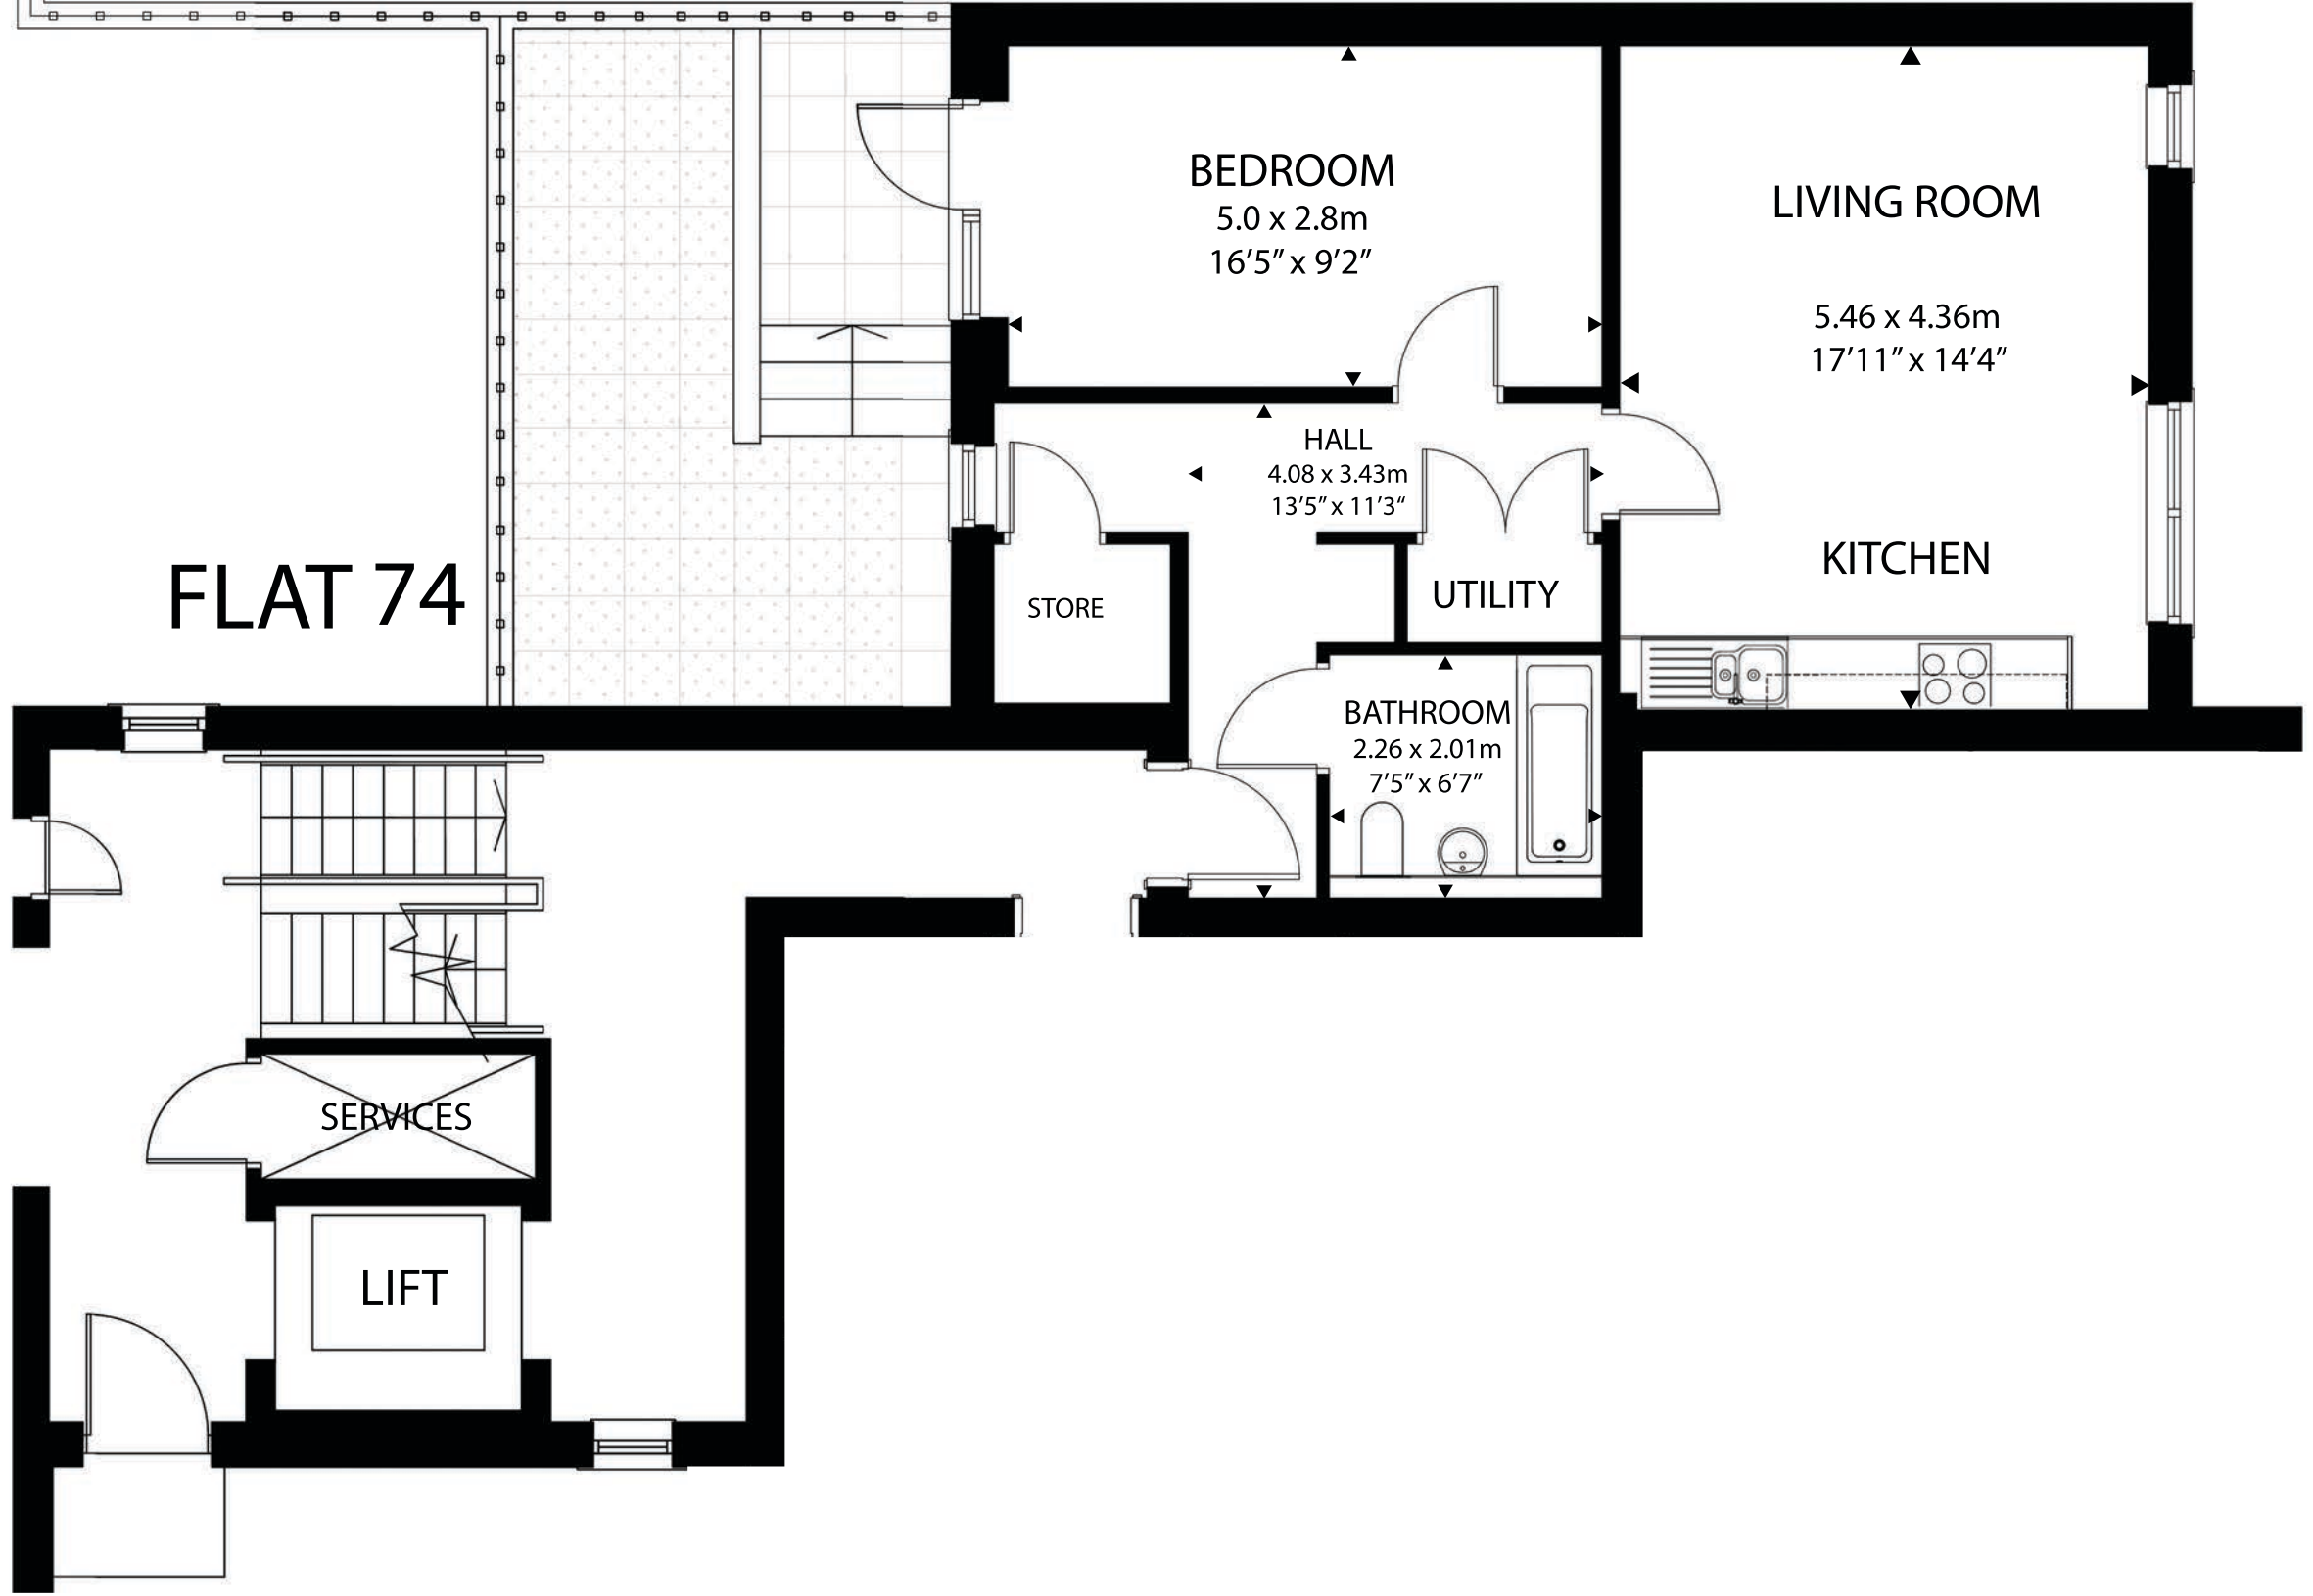 BEDROOM
5.0 x 2.8m
16’5” x 9’2”
LIVING ROOM
5.46 x 4.36m
17’11” x 14’4”
KITCHEN
HALL
4.08 x 3.43m
13’5” x 11’3“
UTILITY
STORE
FLAT 74
BATHROOM
2.26 x 2.01m
7’5” x 6’7”
SERVICES
LIFT